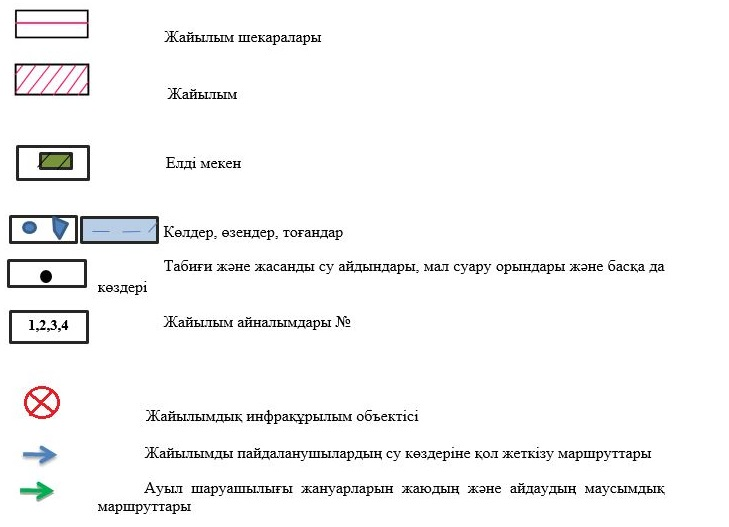 Жайылым шекаралары
Жайылым
Елді мекен
Көлдер, өзендер, тоғандар
Табиғи және жасанды су айдындары, мал суару орындары және басқа да
көздері
1,2,3,4 Жайылым айналымдары №
Жайылымдық инфрақұрылым объектісі
Жайылымды пайдаланушылардың су көздеріне қол жеткізу маршруттары
Ауыл шаруашылығы жануарларын жаюдың және айдаудың маусымдық
маршруттары